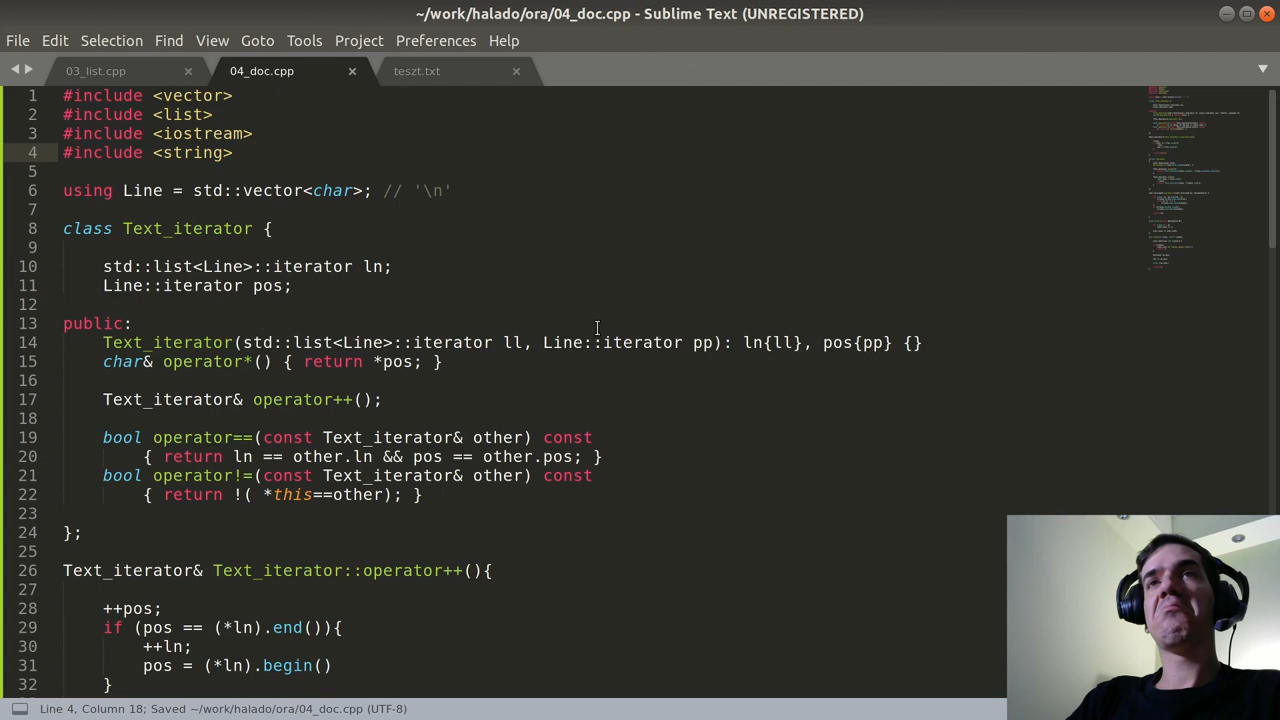 ~/work/halado/ora/04_doc.cpp - Sublime Text (UNREGISTERED)
File Edit Selection Find View Goto Tools Project Preferences Help
03_list.cpp 04_doc.cpp teszt.txt
1 #include <vector>
2 #include <list>
3 #include <iostream>
4 #include <string>
5
6 using Line = std::vector<char>; // '\n'
7
8 class Text_iterator {
9
10 std::list<Line>::iterator ln;
11 Line::iterator pos;
12
13 public:
14 Text_iterator(std::list<Line>::iterator ll, Line::iterator pp): ln{ll}, pos{pp} {}
15 char& operator*() { return *pos; }
16
17 Text_iterator& operator++();
18
19 bool operator==(const Text_iterator& other) const
20 { return ln == other.ln && pos == other.pos; }
21 bool operator!=(const Text_iterator& other) const
22 { return !( *this==other); }
23
24 };
25
26 Text_iterator& Text_iterator::operator++(){
27
28 ++pos;
29 if (pos == (*ln).end()){
30 ++ln;
31 pos = (*ln).begin()
32 }
Line 4, Column 18; Saved ~/work/halado/ora/04_doc.cpp (UTF-8)